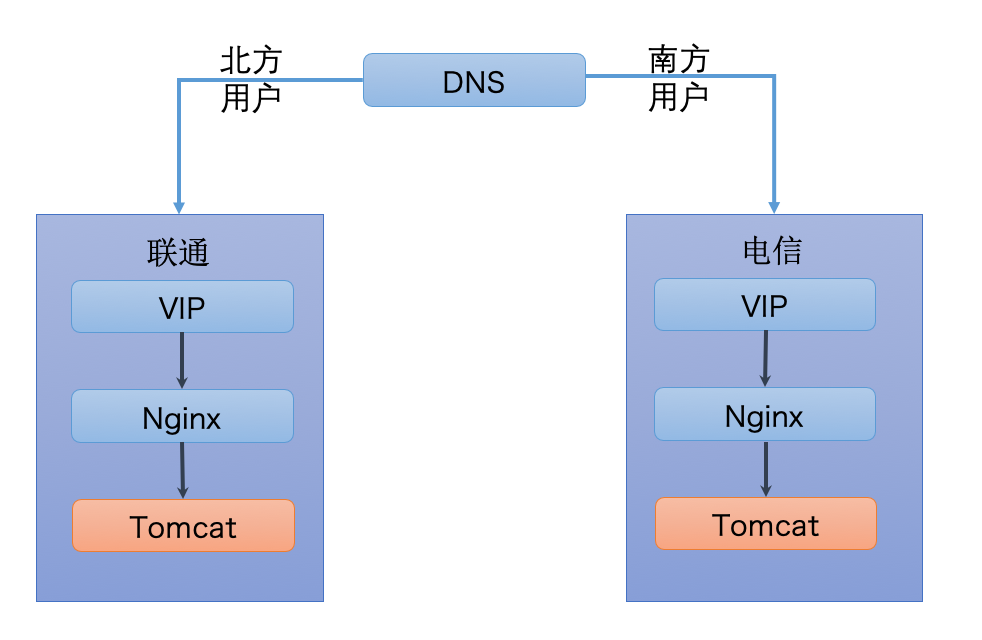 DNS
北方
用户
南方
用户
联通
VIP
Nginx
Tomcat
电信
VIP
Nginx
Tomcat